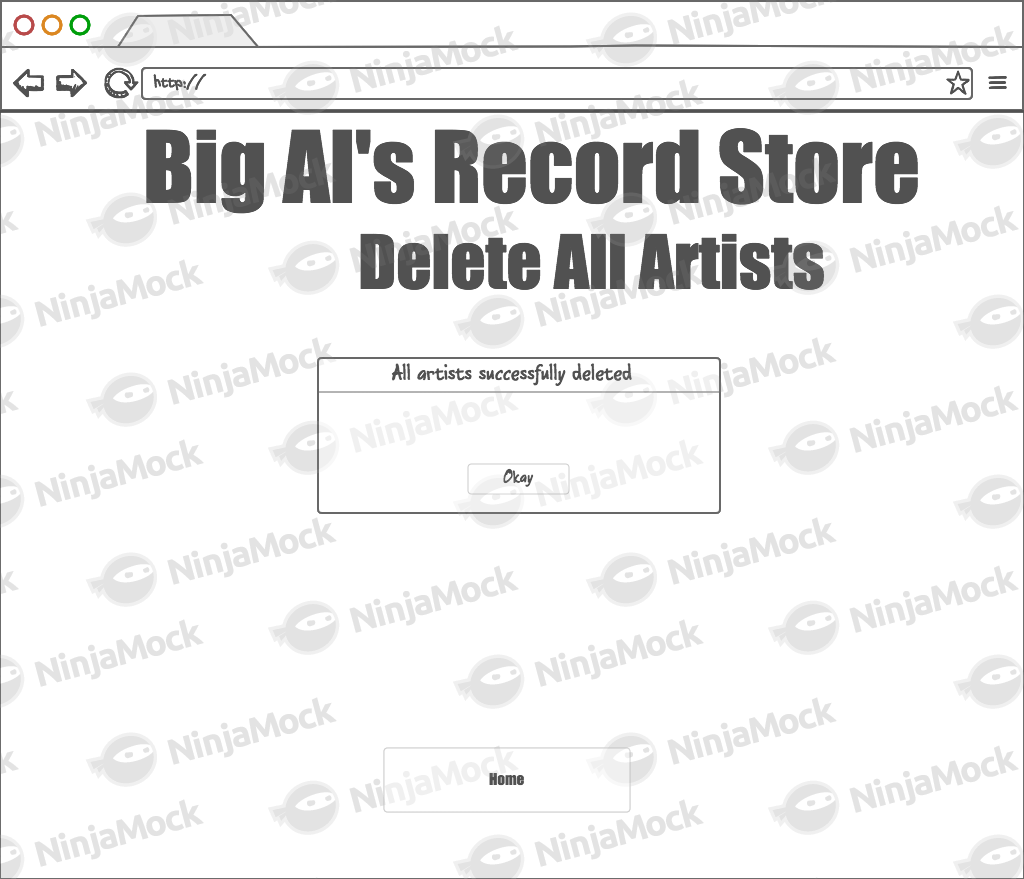 http://
Big Al's Record Store
Delete All Artists
All artists successfully deleted
Okay
Home
NinjaMock